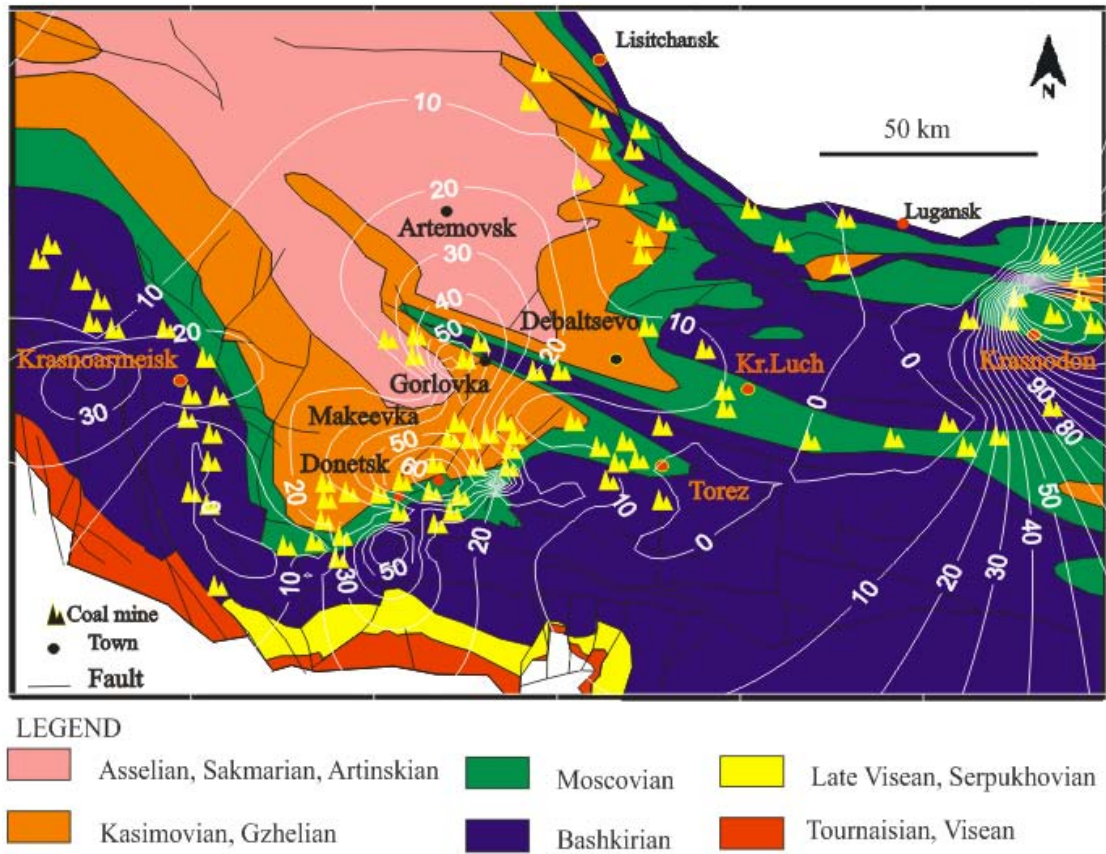 Lisitchansk
N
50 km
10
20
Artemovsk
Lugansk
30
40
10
50
Debaltsevo
10
20
20
0
Krasnoarmeisk
Gorlovka
Kr.Luch
0
Krasnodon
30
Makeevka
90
50
80
Donetsk
60
20
Torez
10
0
50
20
0
40
10
30
50
10
20
30
Coal mine
Town
Fault
LEGEND
Asselian, Sakmarian, Artinskian
Moscovian
Late Visean, Serpukhovian
Kasimovian, Gzhelian
Bashkirian
Tournaisian, Visean